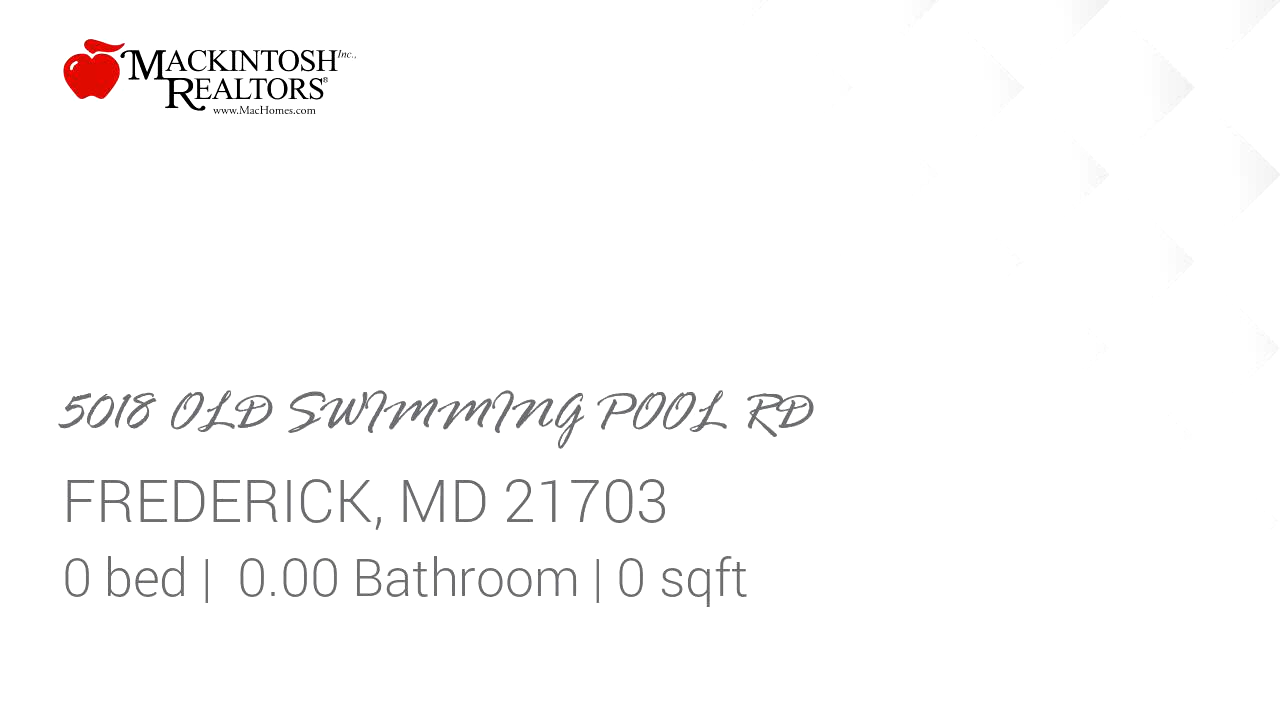 MACKINTOSH Inc.,
REALTORS®
www.MacHomes.com
5018 OLD SWIMMING POOL RD
FREDERICK, MD 21703
0 bed | 0.00 Bathroom | 0 sqft